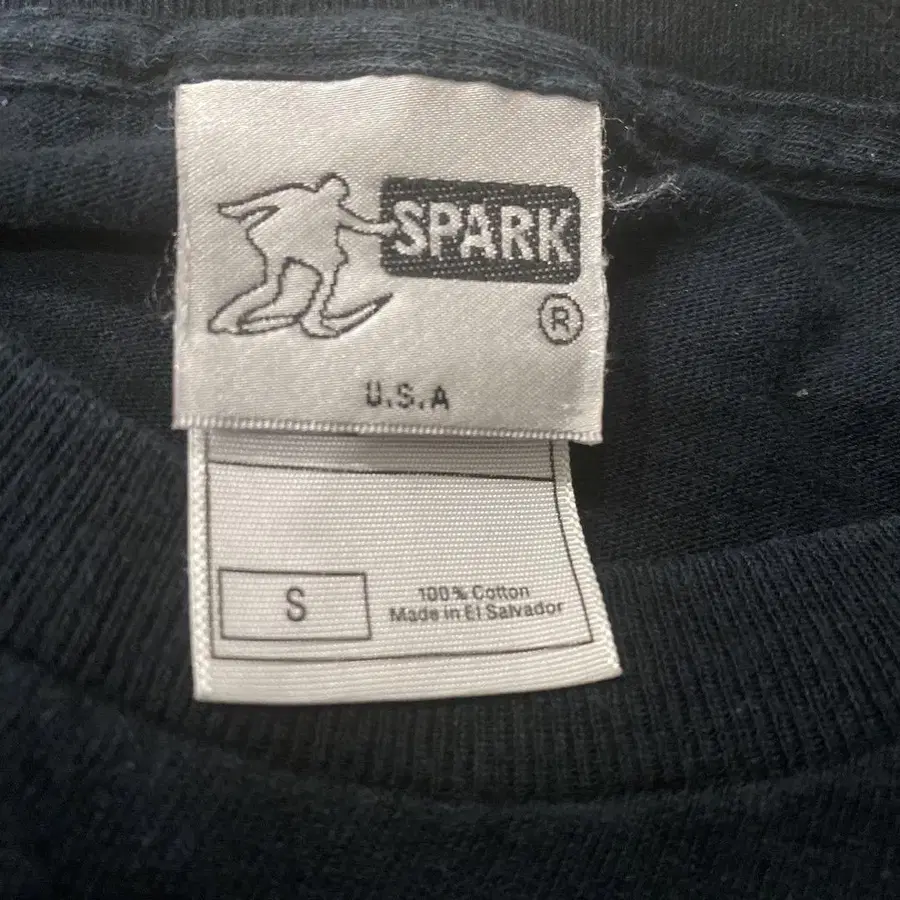 SPARK
®
U.S.A
S
100% Cotton
Made in El Salvador